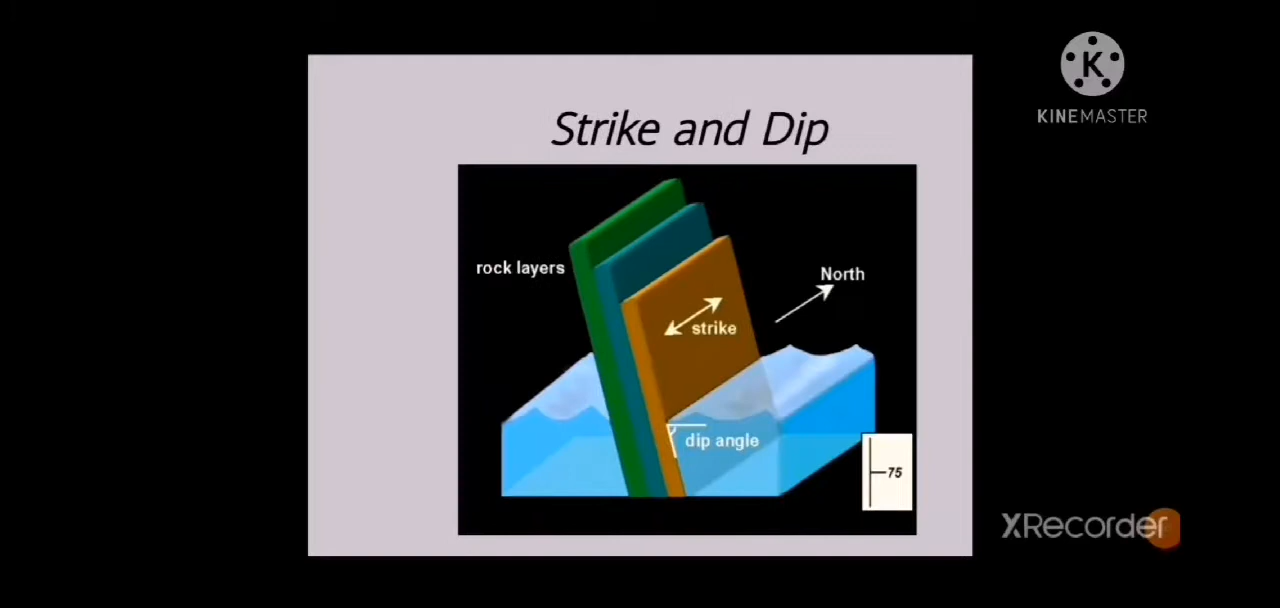 KINEMASTER
Strike and Dip
rock layers
North
strike
dip angle
75
XRecorder